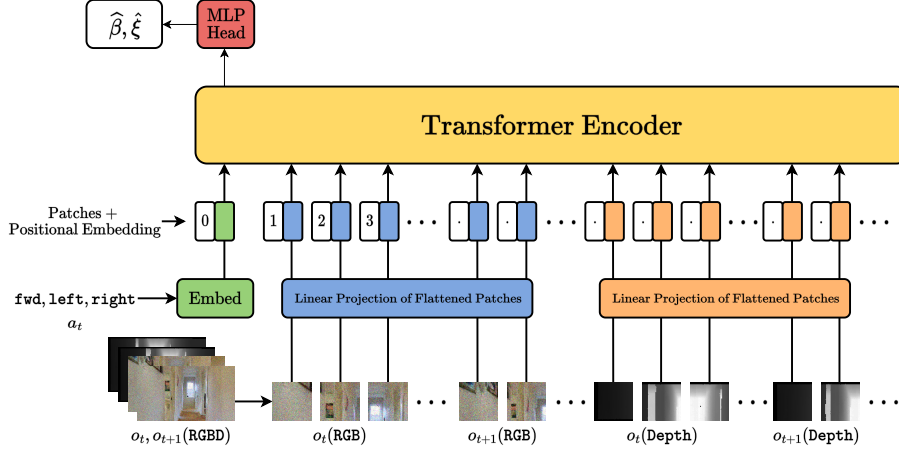 β̂, ξ̂
MLP
Head
Transformer Encoder
Patches +
Positional Embedding
0
1
2
3
. . .
.
.
. . .
.
.
.
. . .
.
.
. . .
fwd, left, right
a_t
Embed
Linear Projection of Flattened Patches
Linear Projection of Flattened Patches
. . .
. . .
. . .
. . .
o_t, o_{t+1}(RGBD)
o_t(RGB)
o_{t+1}(RGB)
o_t(Depth)
o_{t+1}(Depth)